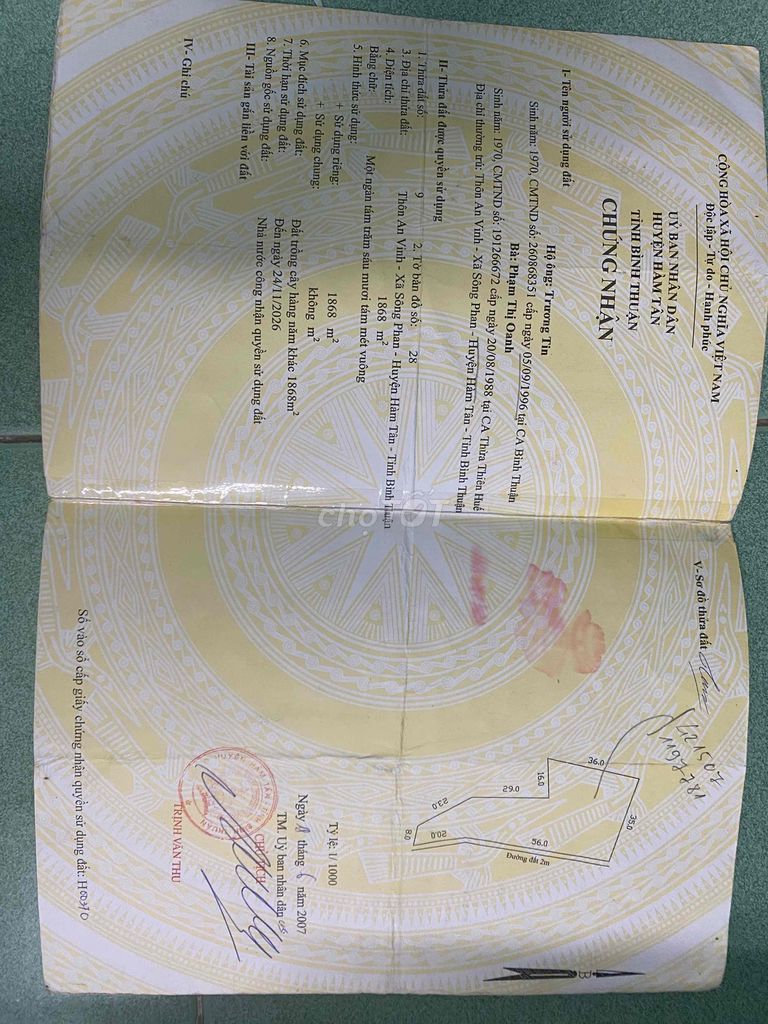 CỘNG HÒA XÃ HỘI CHỦ NGHĨA VIỆT NAM
Độc lập - Tự do - Hạnh phúc
UỶ BAN NHÂN DÂN
HUYỆN HÀM TÂN
TỈNH BÌNH THUẬN
CHỨNG NHẬN
I- Tên người sử dụng đất
Hộ ông: Trương Tin
Sinh năm: 1970, CMTND số: 260868351 cấp ngày 05/09/1996 tại CA Bình Thuận
Bà: Phạm Thị Oanh
Sinh năm: 1970, CMTND số: 191266672 cấp ngày 20/08/1988 tại CA Thừa Thiên Huế
Địa chỉ thường trú: Thôn An Vinh - Xã Sông Phan - Huyện Hàm Tân - Tỉnh Bình Thuận
II- Thửa đất được quyền sử dụng
1. Thửa đất số: 9 2. Tờ bản đồ số: 28
3. Địa chỉ thửa đất: Thôn An Vinh - Xã Sông Phan - Huyện Hàm Tân - Tỉnh Bình Thuận
4. Diện tích: 1868 m²
Bằng chữ: Một ngàn tám trăm sáu mươi tám mét vuông
5. Hình thức sử dụng:
+ Sử dụng riêng: 1868 m²
+ Sử dụng chung: không m²
6. Mục đích sử dụng đất: Đất trồng cây hàng năm khác 1868m²
7. Thời hạn sử dụng đất: Đến ngày 24/11/2026
8. Nguồn gốc sử dụng đất: Nhà nước công nhận quyền sử dụng đất
III- Tài sản gắn liền với đất
IV- Ghi chú
chợTỐT
V- Sơ đồ thửa đất
1197781
36.0
35.0
16.0
29.0
56.0
23.0
20.0
8.0
Đường đất 2m
B
Tỷ lệ: 1/1000
Ngày 11 tháng 6 năm 2007
TM. Uỷ ban nhân dân
CHỦ TỊCH
TRỊNH VĂN THU
Số vào sổ cấp giấy chứng nhận quyền sử dụng đất: H00370